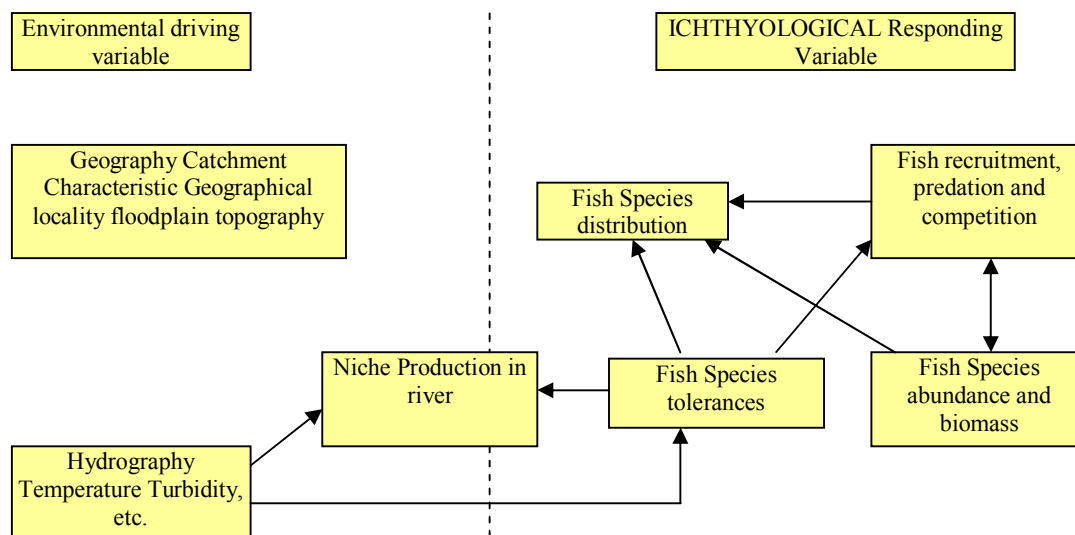 Environmental driving
variable
ICHTHYOLOGICAL Responding
Variable
Geography Catchment
Characteristic Geographical
locality floodplain topography
Fish Species
distribution
Fish recruitment,
predation and
competition
Niche Production in
river
Fish Species
tolerances
Fish Species
abundance and
biomass
Hydrography
Temperature Turbidity,
etc.